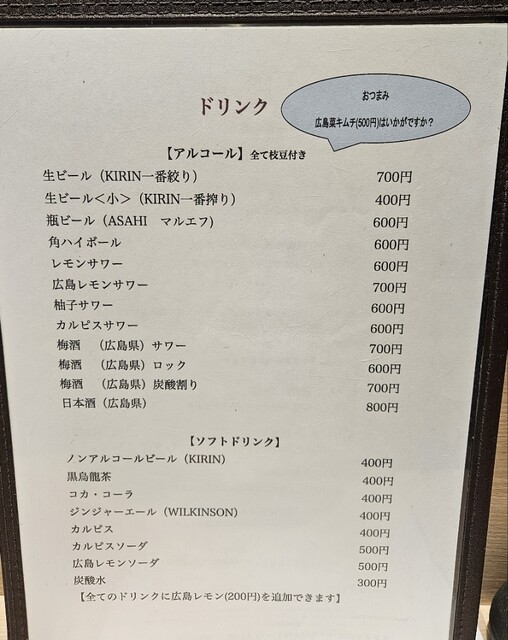 ドリンク
おつまみ
広島菜キムチ(500円)はいかがですか？
【アルコール】全て枝豆付き
生ビール（KIRIN一番絞り） 700円
生ビール＜小＞（KIRIN一番搾り） 400円
瓶ビール（ASAHI　マルエフ) 600円
角ハイボール 600円
レモンサワー 600円
広島レモンサワー 700円
柚子サワー 600円
カルピスサワー 600円
梅酒　（広島県）サワー 700円
梅酒　（広島県）ロック 600円
梅酒　（広島県）炭酸割り 700円
日本酒（広島県） 800円
【ソフトドリンク】
ノンアルコールビール（KIRIN） 400円
黒烏龍茶 400円
コカ・コーラ 400円
ジンジャーエール（WILKINSON） 400円
カルピス 400円
カルピスソーダ 500円
広島レモンソーダ 500円
炭酸水 300円
【全てのドリンクに広島レモン(200円)を追加できます】